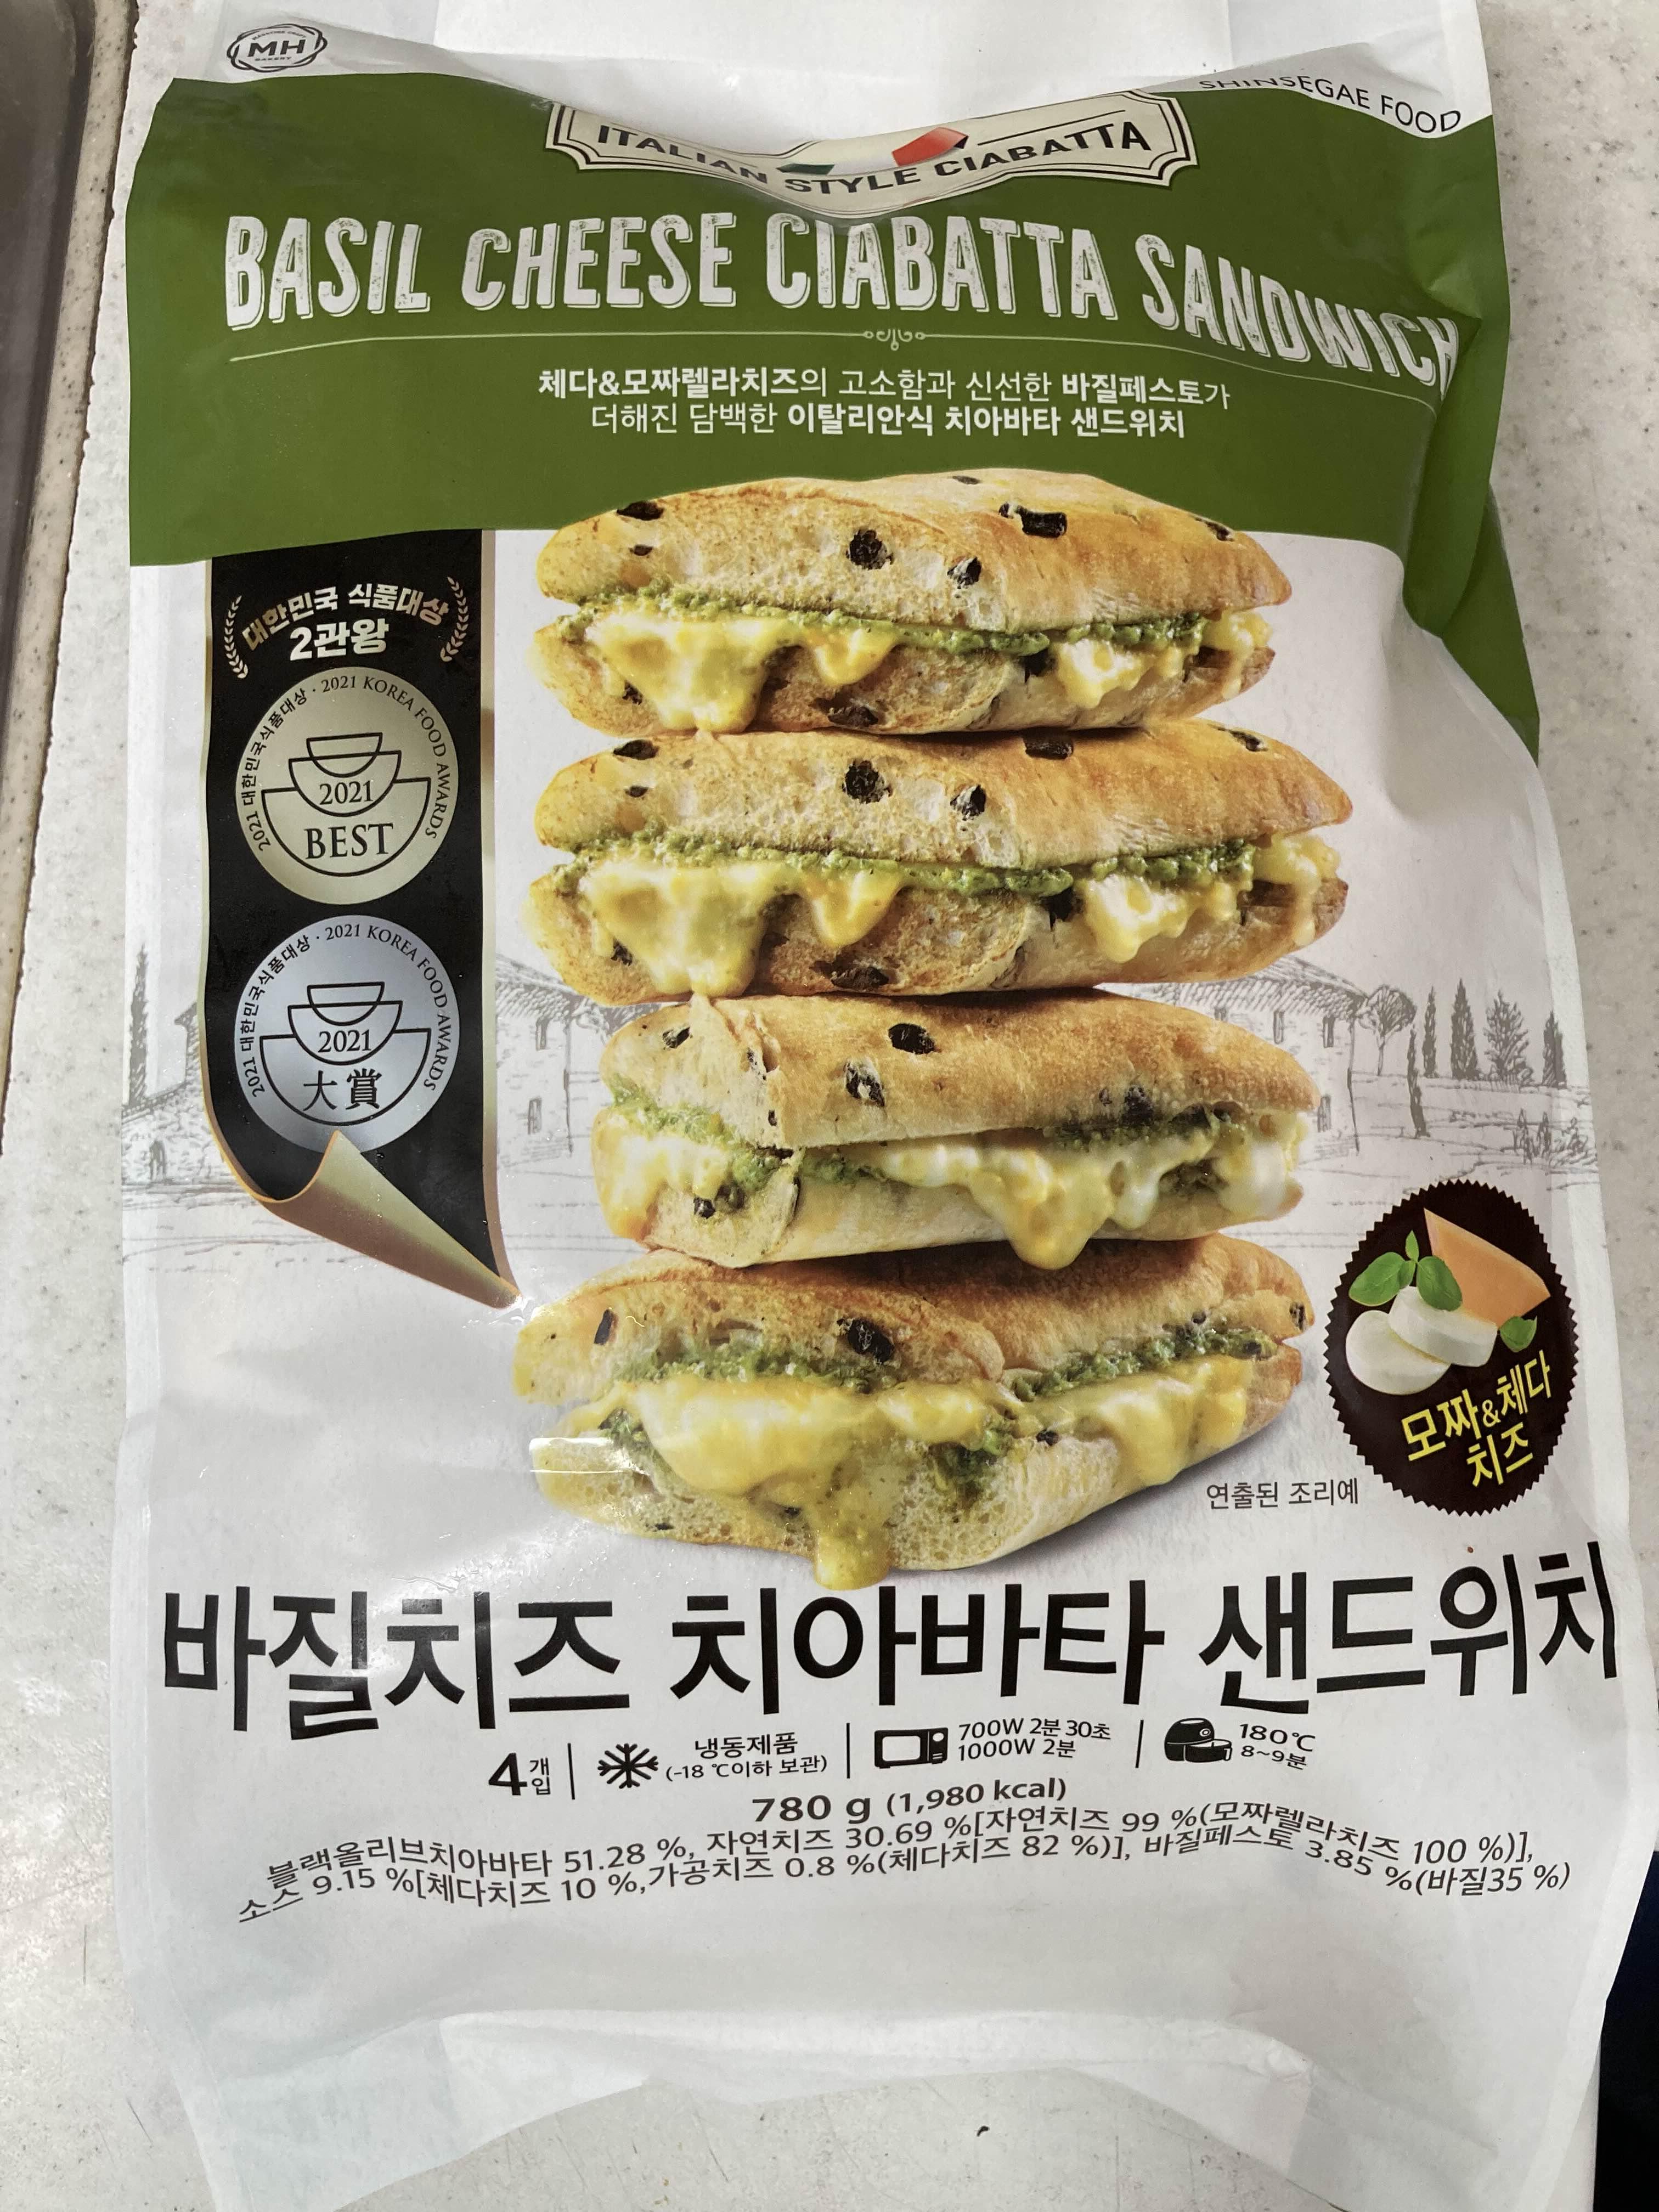 MH
BAKERY
SHINSEGAE FOOD
ITALIAN STYLE CIABATTA
BASIL CHEESE CIABATTA SANDWICH
체다&모짜렐라치즈의 고소함과 신선한 바질페스토가
더해진 담백한 이탈리안식 치아바타 샌드위치
대한민국 식품대상
2관왕
2021 대한민국식품대상 · 2021 KOREA FOOD AWARDS
2021
BEST
2021 대한민국식품대상 · 2021 KOREA FOOD AWARDS
2021
大賞
모짜&체다
치즈
연출된 조리예
바질치즈 치아바타 샌드위치
4개입
냉동제품
(-18 ℃이하 보관)
700W 2분 30초
1000W 2분
180℃
8~9분
780 g (1,980 kcal)
블랙올리브치아바타 51.28 %, 자연치즈 30.69 %[자연치즈 99 %(모짜렐라치즈 100 %)],
소스 9.15 %[체다치즈 10 %,가공치즈 0.8 %(체다치즈 82 %)], 바질페스토 3.85 %(바질35 %)